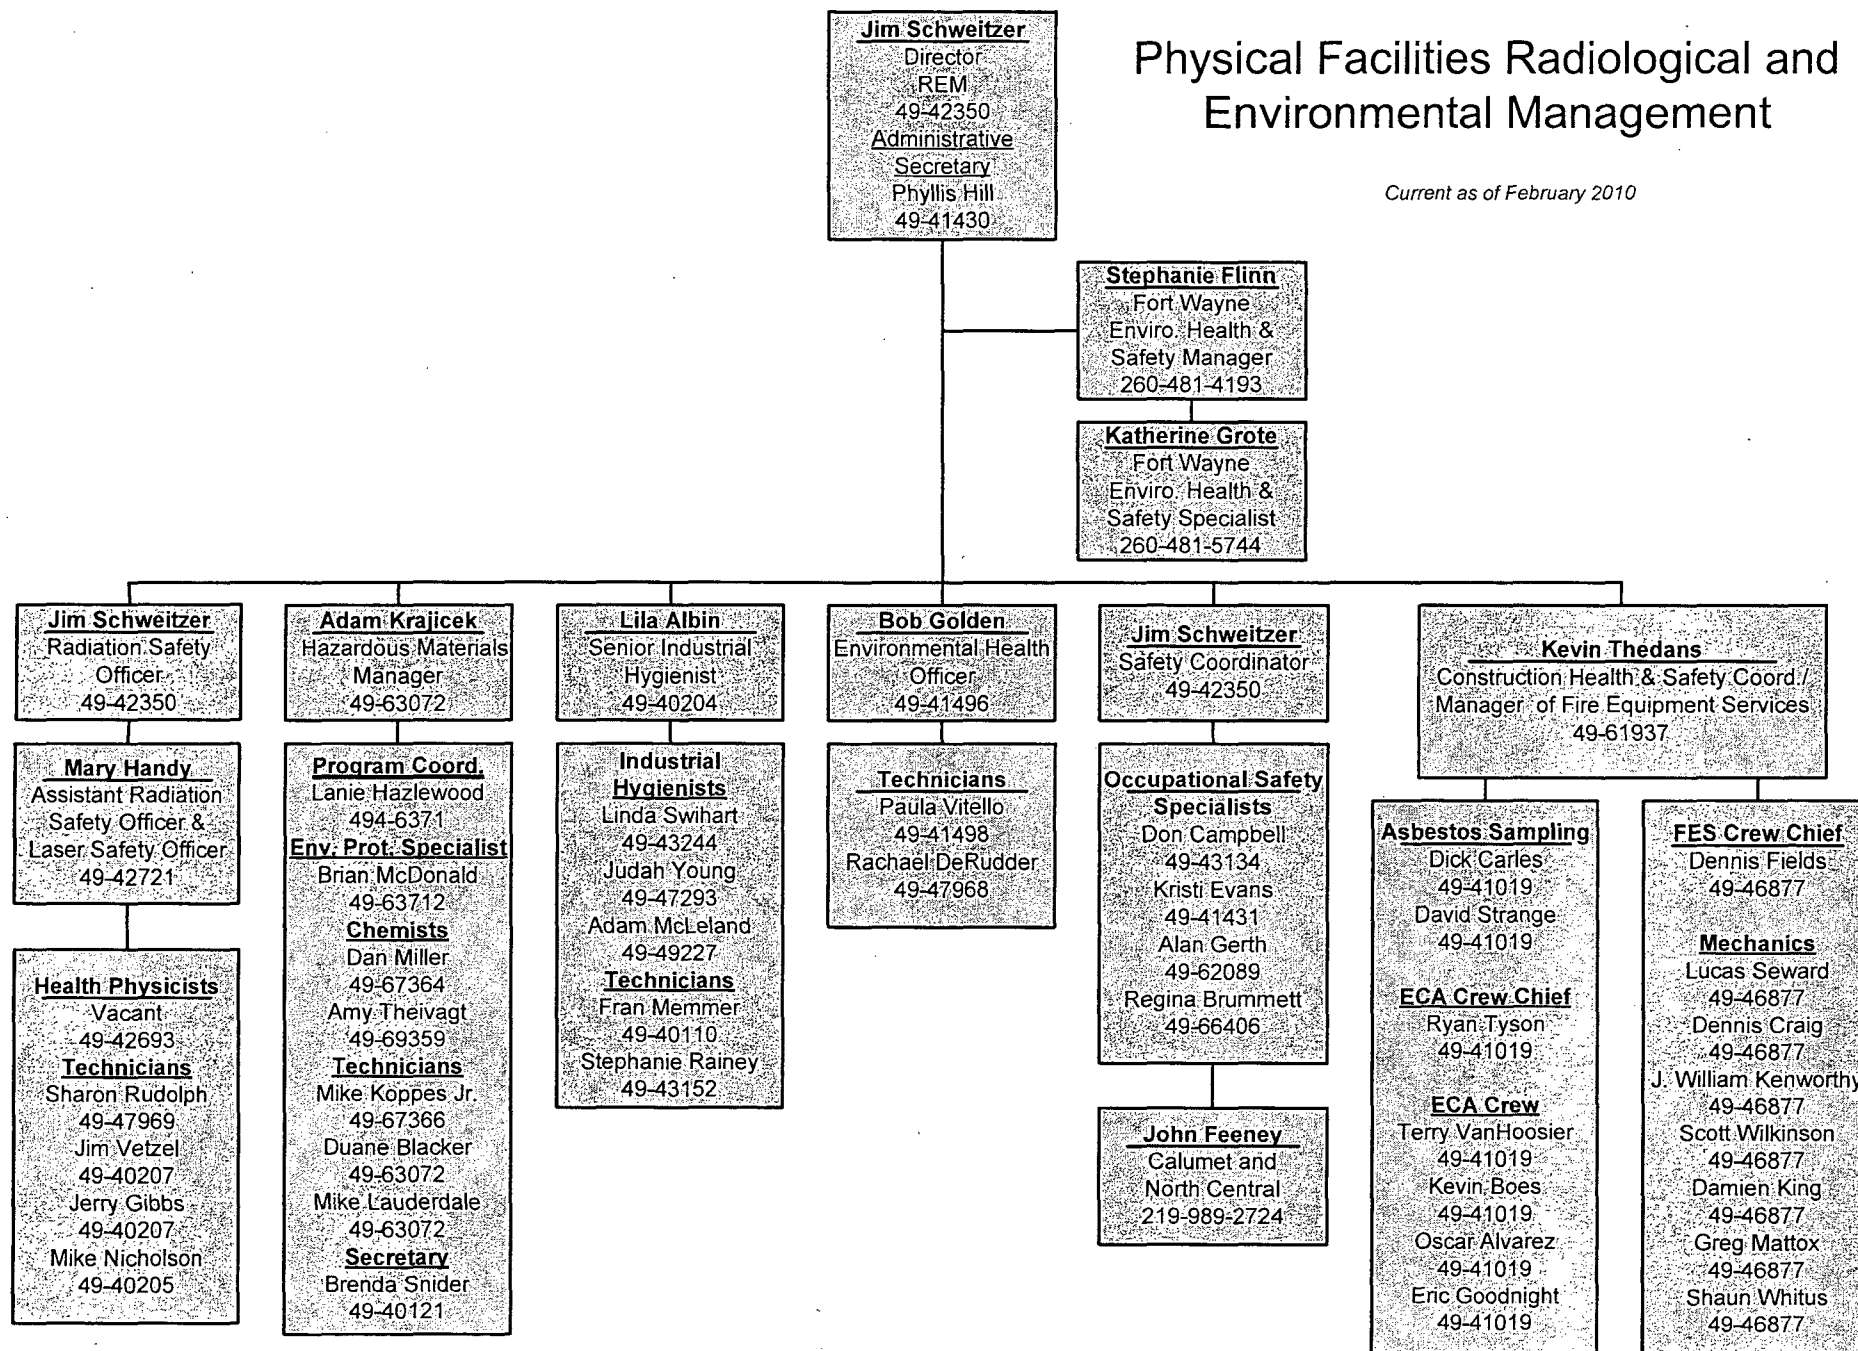 Physical Facilities Radiological and
Environmental Management
Current as of February 2010
Jim Schweitzer
Director
REM
49-42350
Administrative
Secretary
Phyllis Hill
49-41430
Stephanie Flinn
Fort Wayne
Enviro. Health &
Safety Manager
260-481-4193
Katherine Grote
Fort Wayne
Enviro. Health &
Safety Specialist
260-481-5744
Jim Schweitzer
Radiation Safety
Officer
49-42350
Mary Handy
Assistant Radiation
Safety Officer &
Laser Safety Officer
49-42721
Health Physicists
Vacant
49-42693
Technicians
Sharon Rudolph
49-47969
Jim Vetzel
49-40207
Jerry Gibbs
49-40207
Mike Nicholson
49-40205
Adam Krajicek
Hazardous Materials
Manager
49-63072
Program Coord.
Lanie Hazlewood
494-6371
Env. Prot. Specialist
Brian McDonald
49-63712
Chemists
Dan Miller
49-67364
Amy Theivagt
49-69359
Technicians
Mike Koppes Jr.
49-67366
Duane Blacker
49-63072
Mike Lauderdale
49-63072
Secretary
Brenda Snider
49-40121
Lila Albin
Senior Industrial
Hygienist
49-40204
Industrial
Hygienists
Linda Swihart
49-43244
Judah Young
49-47293
Adam McLeland
49-49227
Technicians
Fran Memmer
49-40110
Stephanie Rainey
49-43152
Bob Golden
Environmental Health
Officer
49-41496
Technicians
Paula Vitello
49-41498
Rachael DeRudder
49-47968
Jim Schweitzer
Safety Coordinator
49-42350
Occupational Safety
Specialists
Don Campbell
49-43134
Kristi Evans
49-41431
Alan Gerth
49-62089
Regina Brummett
49-66406
John Feeney
Calumet and
North Central
219-989-2724
Kevin Thedans
Construction Health & Safety Coord./
Manager of Fire Equipment Services
49-61937
Asbestos Sampling
Dick Carles
49-41019
David Strange
49-41019
ECA Crew Chief
Ryan Tyson
49-41019
ECA Crew
Terry VanHoosier
49-41019
Kevin Boes
49-41019
Oscar Alvarez
49-41019
Eric Goodnight
49-41019
FES Crew Chief
Dennis Fields
49-46877
Mechanics
Lucas Seward
49-46877
Dennis Craig
49-46877
J. William Kenworthy
49-46877
Scott Wilkinson
49-46877
Damien King
49-46877
Greg Mattox
49-46877
Shaun Whitus
49-46877